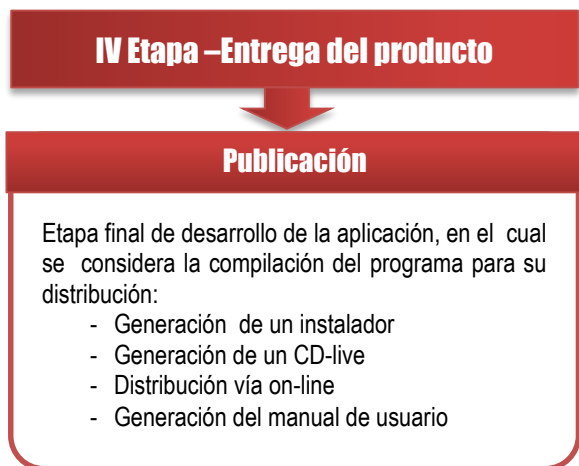 IV Etapa –Entrega del producto
Publicación
Etapa final de desarrollo de la aplicación, en el cual
se considera la compilación del programa para su
distribución:
- Generación de un instalador
- Generación de un CD-live
- Distribución vía on-line
- Generación del manual de usuario